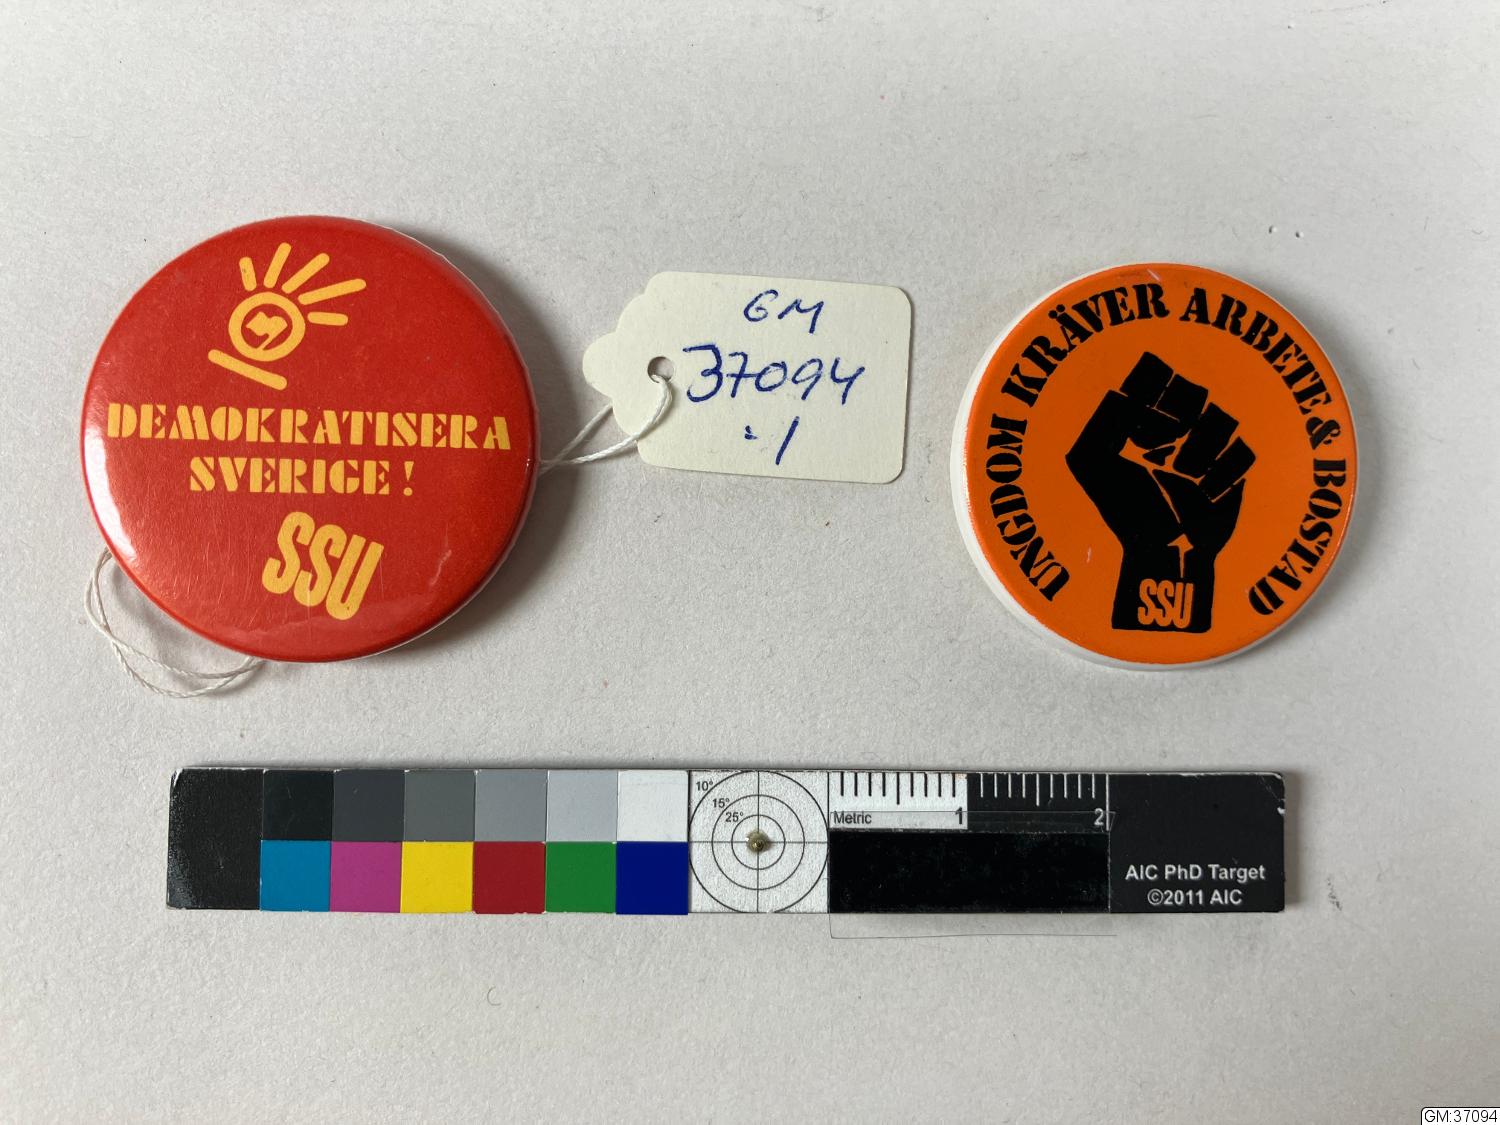 DEMOKRATISERA
SVERIGE!
SSU
GM
37094
:1
UNGDOM KRÄVER ARBETE & BOSTAD
SSU
10°
15°
25°
Metric
1
2
AIC PhD Target
©2011 AIC
GM:37094